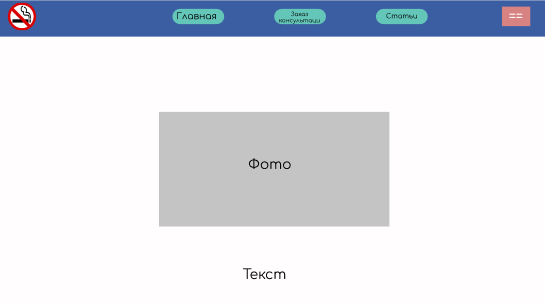 Главная
Заказ
консультаци
Статьи
Фото
Текст